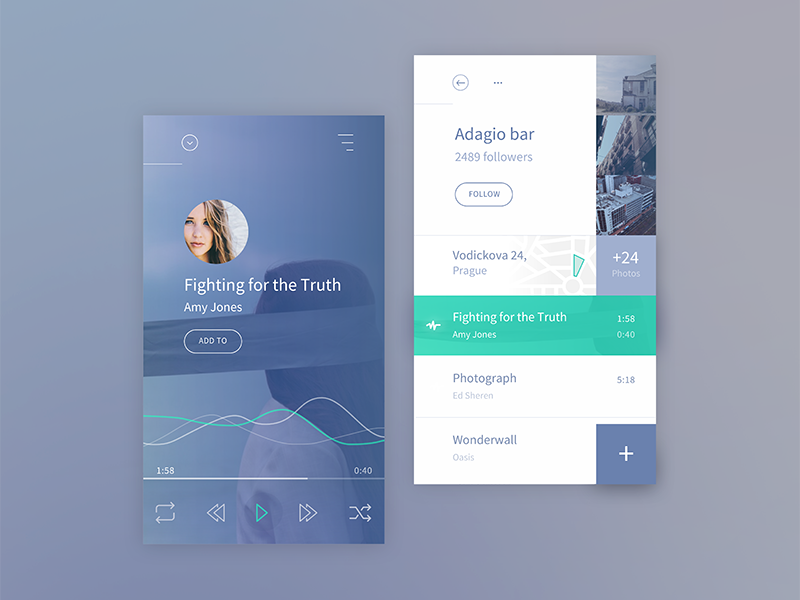 Fighting for the Truth
Amy Jones
ADD TO
1:58
0:40
Adagio bar
2489 followers
FOLLOW
Vodickova 24,
Prague
+24
Photos
Fighting for the Truth
1:58
Amy Jones
0:40
Photograph
5:18
Ed Sheren
Wonderwall
Oasis